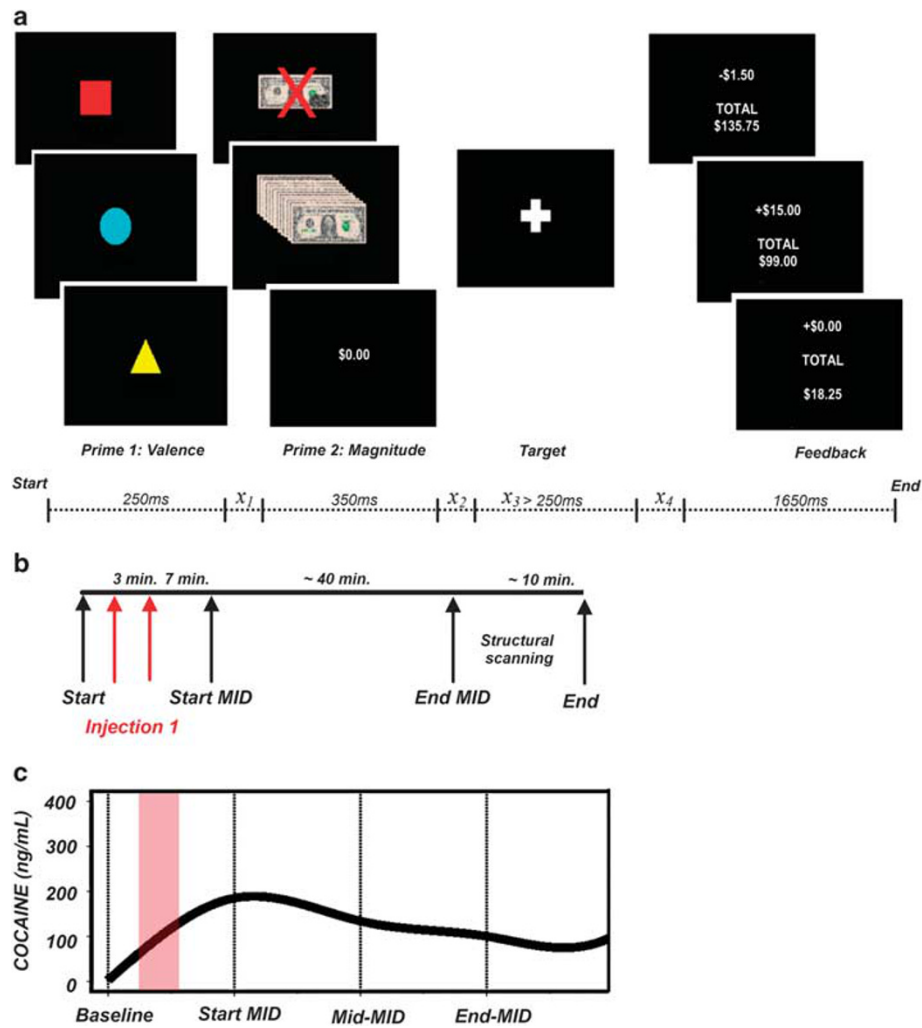 a
-$1.50
TOTAL
$135.75
+$15.00
TOTAL
$99.00
$0.00
+$0.00
TOTAL
$18.25
Prime 1: Valence Prime 2: Magnitude Target Feedback
Start End
250ms x1 350ms x2 x3 > 250ms x4 1650ms
b
3 min. 7 min. ~ 40 min. ~ 10 min.
Structural
scanning
Start Start MID End MID End
Injection 1
c
COCAINE (ng/mL)
400
300
200
100
0
Baseline Start MID Mid-MID End-MID